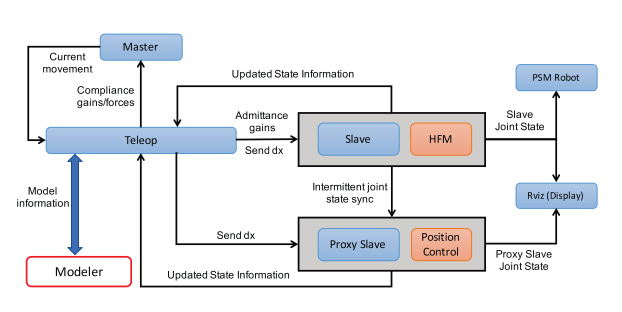 Master
Current
movement
Compliance
gains/forces
Updated State Information
PSM Robot
Admittance
gains
Slave
Joint State
Teleop
Send dx
Slave
HFM
Model
information
Intermittent joint
state sync
Rviz (Display)
Send dx
Proxy Slave
Position
Control
Proxy Slave
Joint State
Modeler
Updated State Information